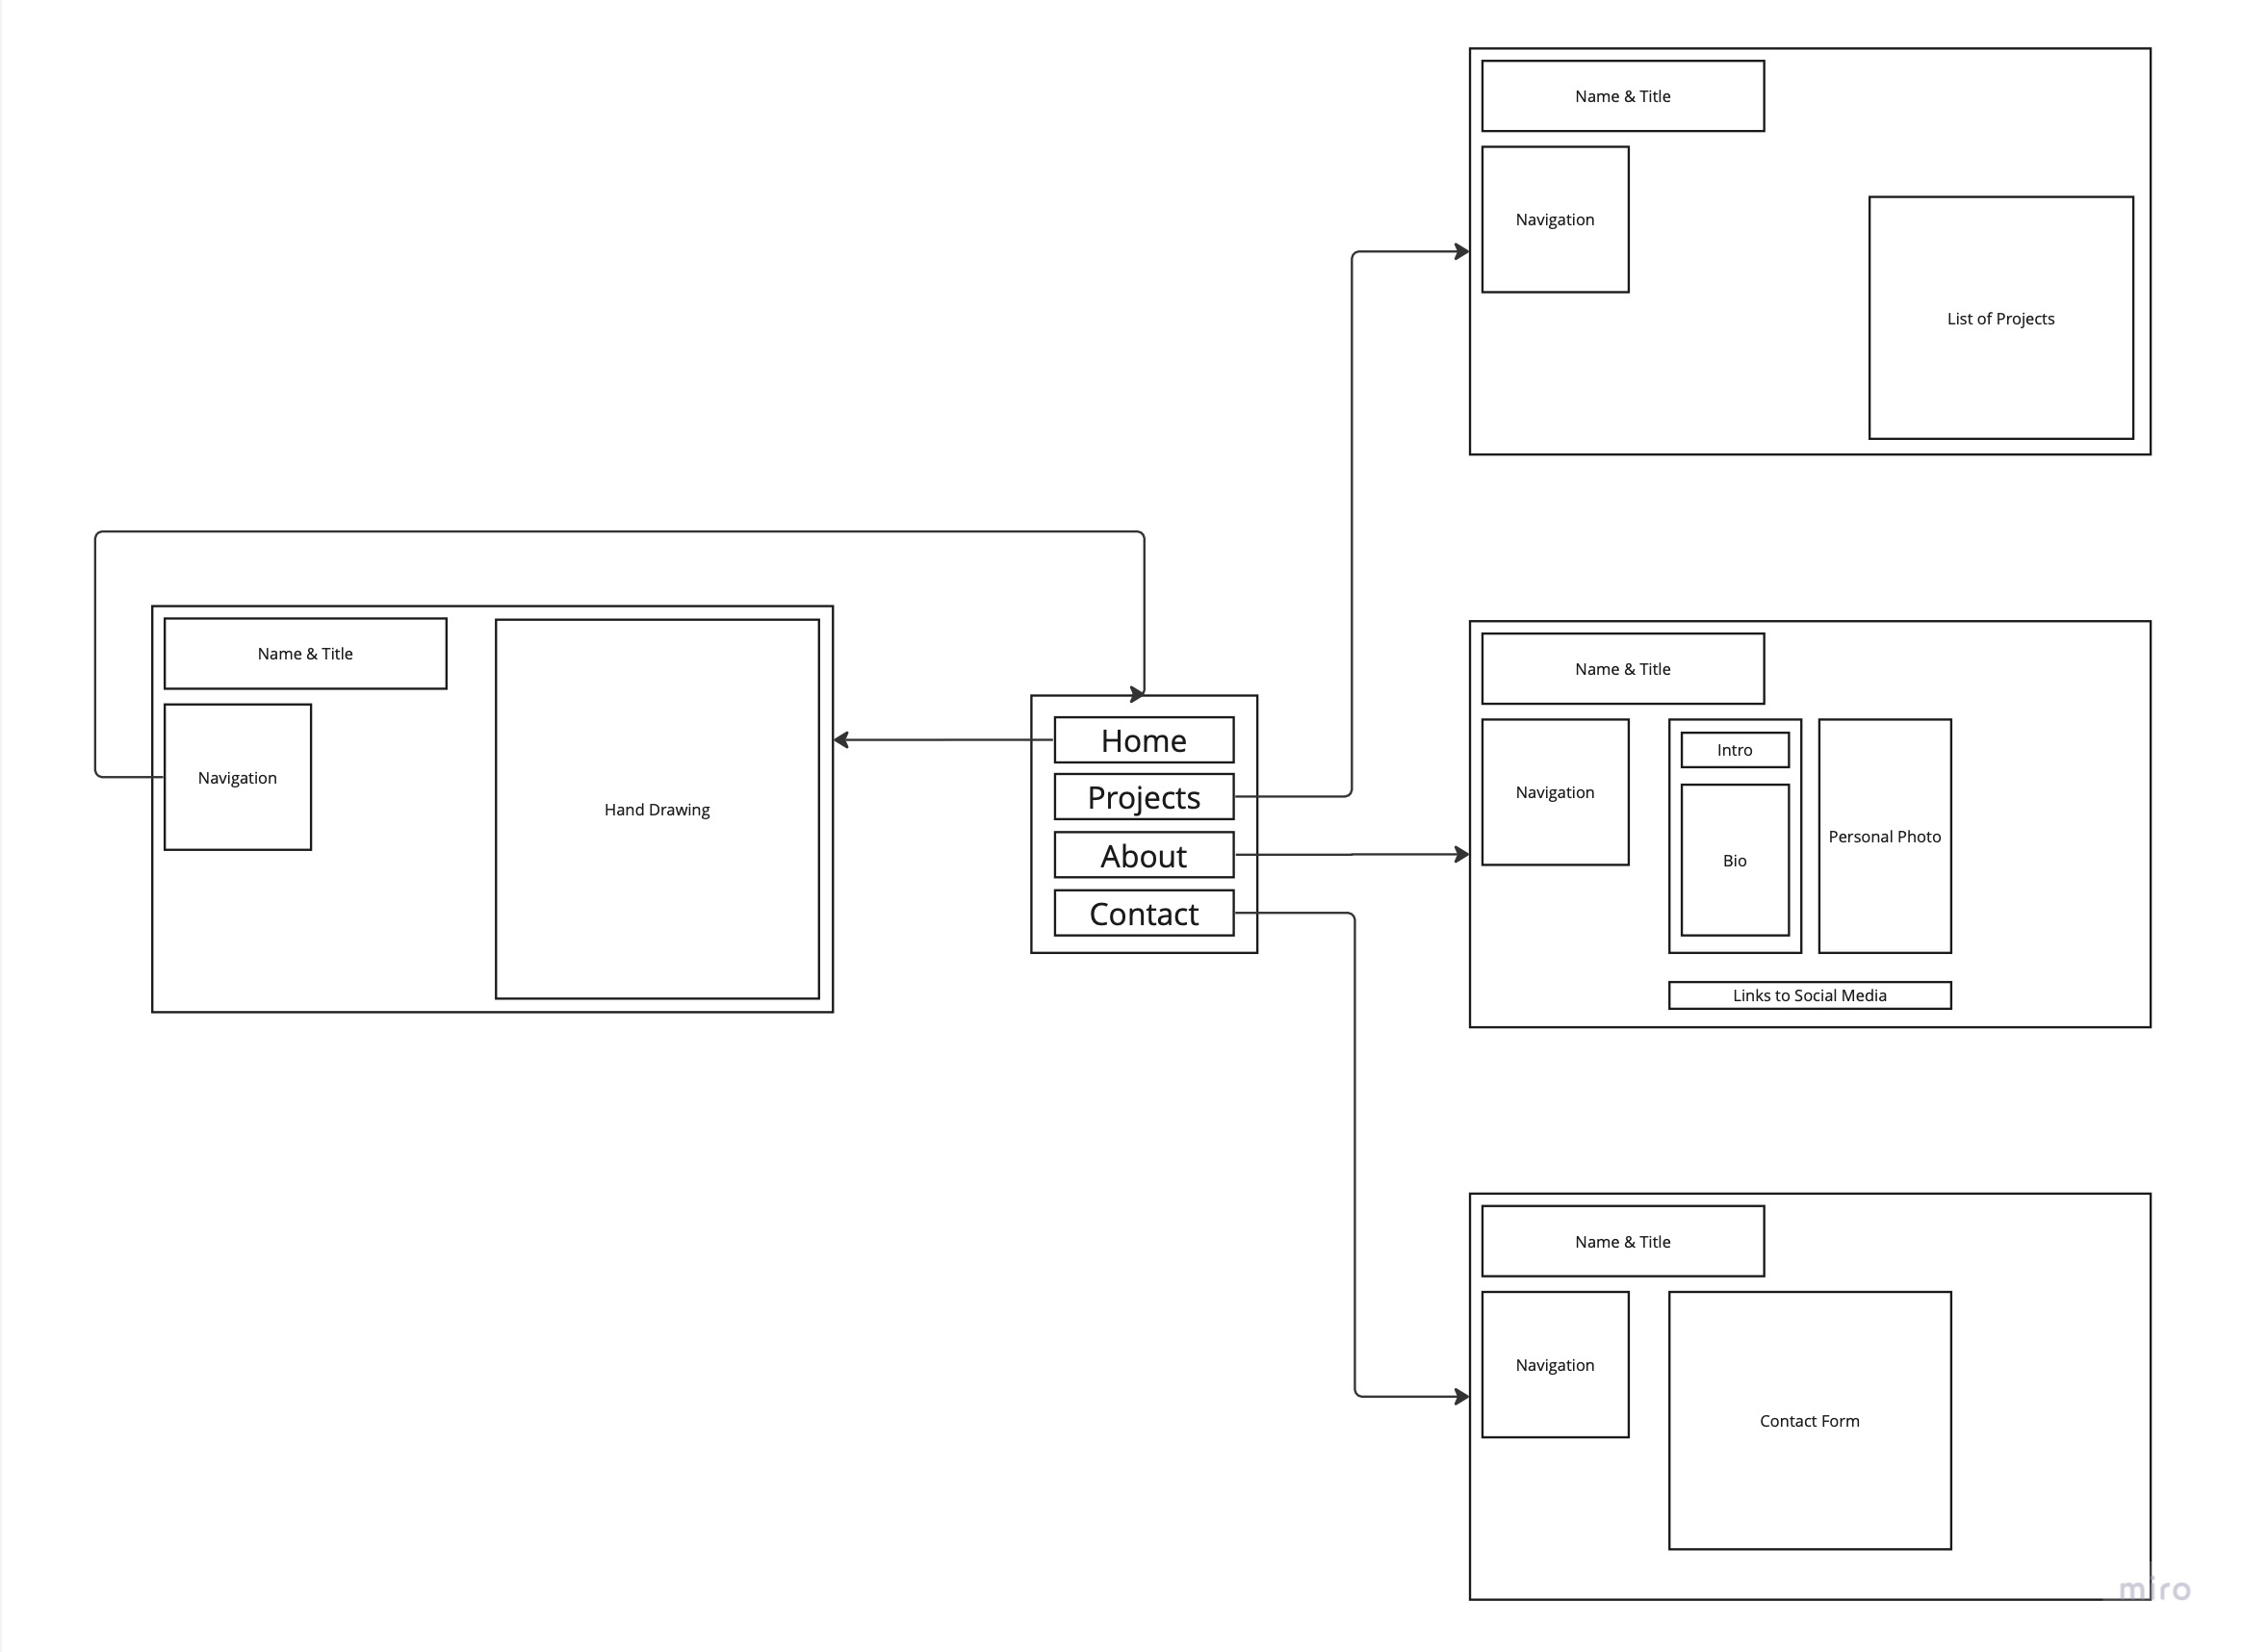 Name & Title
Navigation
Hand Drawing
Home
Projects
About
Contact
Name & Title
Navigation
List of Projects
Name & Title
Navigation
Intro
Bio
Personal Photo
Links to Social Media
Name & Title
Navigation
Contact Form
miro